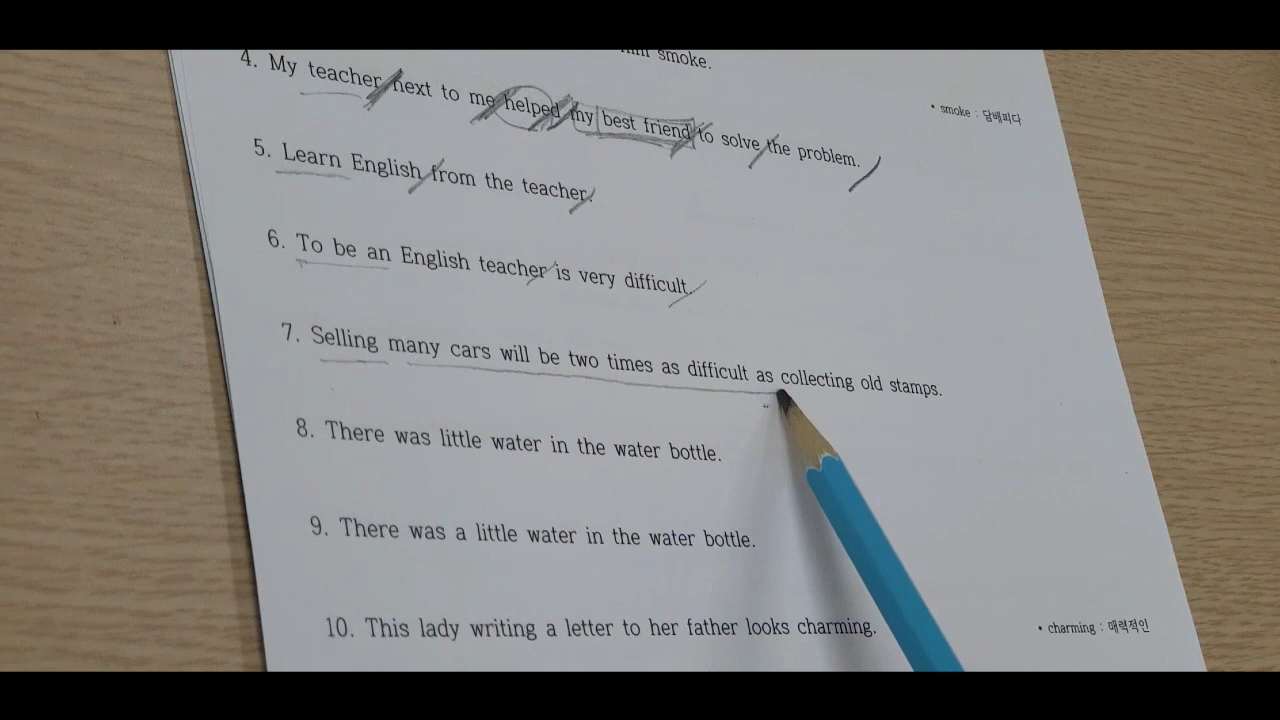 smoke.
4. My teacher next to me helped my best friend to solve the problem.
• smoke : 담배피다
5. Learn English from the teacher.
6. To be an English teacher is very difficult.
7. Selling many cars will be two times as difficult as collecting old stamps.
8. There was little water in the water bottle.
9. There was a little water in the water bottle.
10. This lady writing a letter to her father looks charming.
• charming : 매력적인